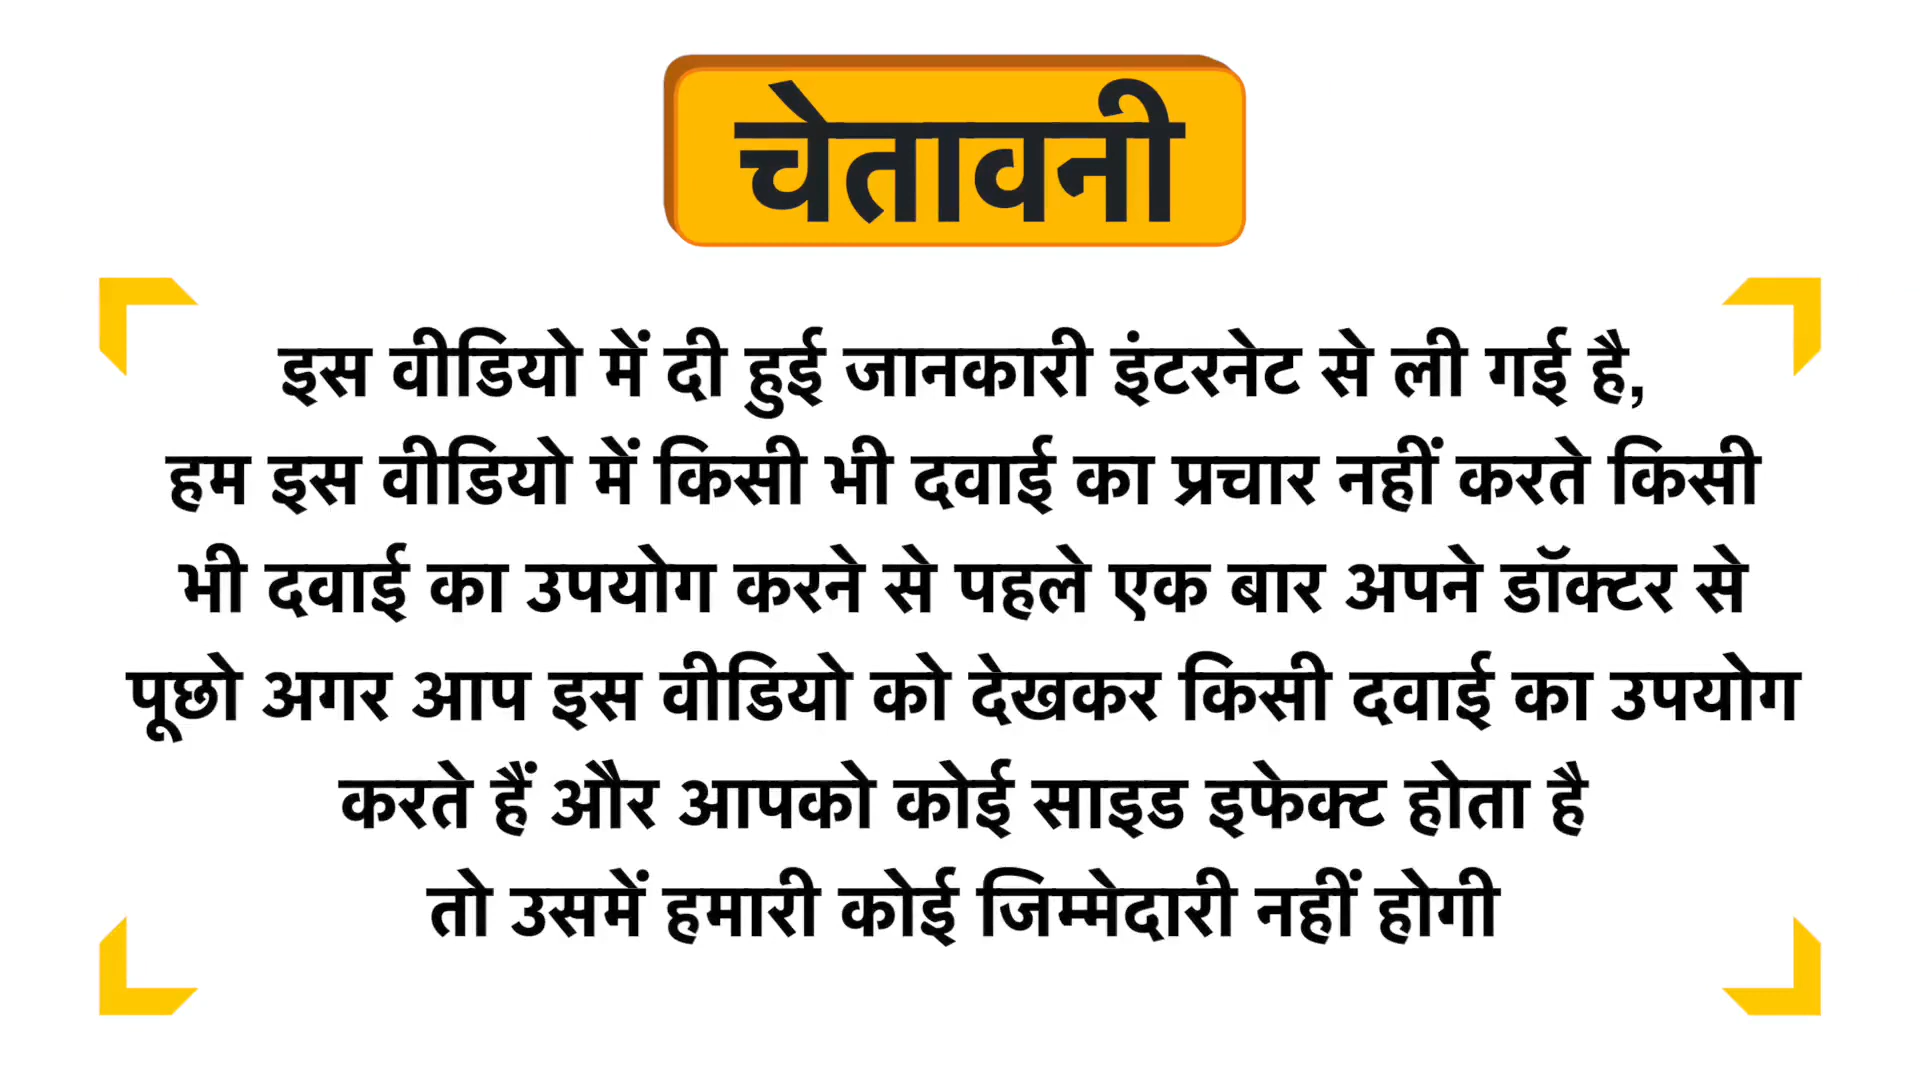 चेतावनी
इस वीडियो में दी हुई जानकारी इंटरनेट से ली गई है,
हम इस वीडियो में किसी भी दवाई का प्रचार नहीं करते किसी
भी दवाई का उपयोग करने से पहले एक बार अपने डॉक्टर से
पूछो अगर आप इस वीडियो को देखकर किसी दवाई का उपयोग
करते हैं और आपको कोई साइड इफेक्ट होता है
तो उसमें हमारी कोई जिम्मेदारी नहीं होगी